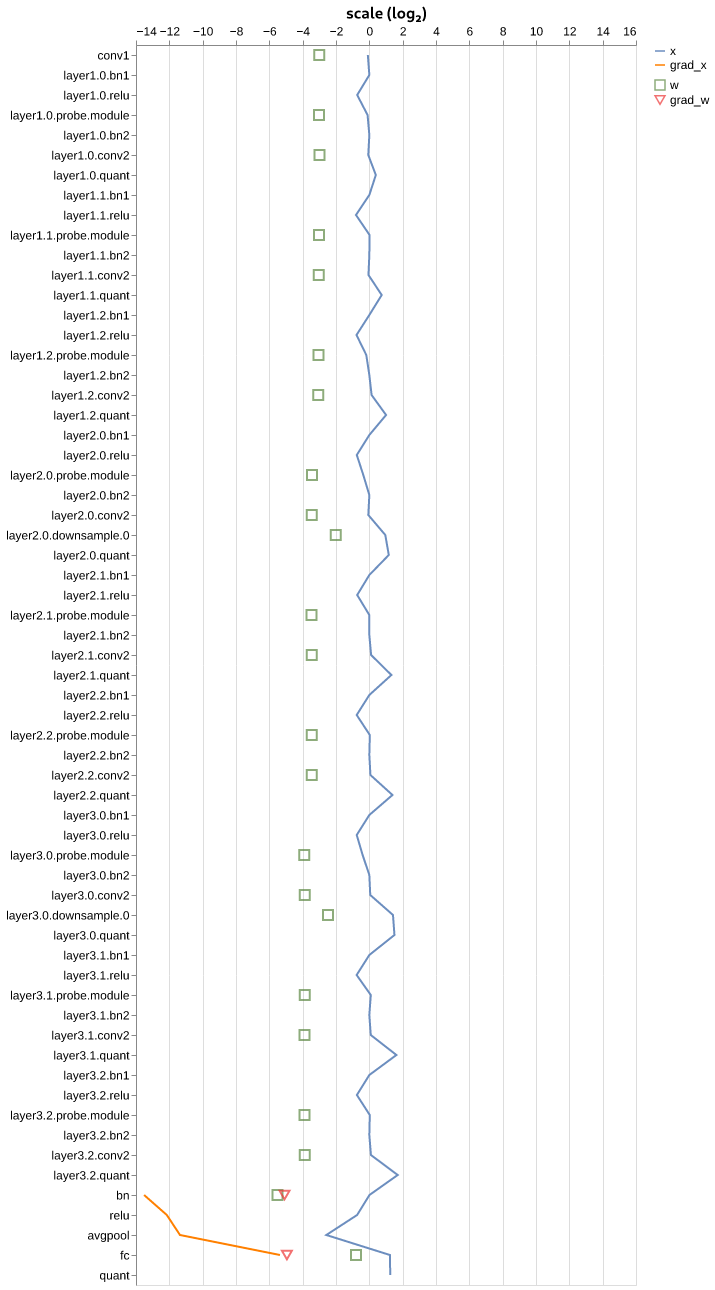 scale (log₂)
−14 −12 −10 −8 −6 −4 −2 0 2 4 6 8 10 12 14 16
x
grad_x
w
grad_w
conv1
layer1.0.bn1
layer1.0.relu
layer1.0.probe.module
layer1.0.bn2
layer1.0.conv2
layer1.0.quant
layer1.1.bn1
layer1.1.relu
layer1.1.probe.module
layer1.1.bn2
layer1.1.conv2
layer1.1.quant
layer1.2.bn1
layer1.2.relu
layer1.2.probe.module
layer1.2.bn2
layer1.2.conv2
layer1.2.quant
layer2.0.bn1
layer2.0.relu
layer2.0.probe.module
layer2.0.bn2
layer2.0.conv2
layer2.0.downsample.0
layer2.0.quant
layer2.1.bn1
layer2.1.relu
layer2.1.probe.module
layer2.1.bn2
layer2.1.conv2
layer2.1.quant
layer2.2.bn1
layer2.2.relu
layer2.2.probe.module
layer2.2.bn2
layer2.2.conv2
layer2.2.quant
layer3.0.bn1
layer3.0.relu
layer3.0.probe.module
layer3.0.bn2
layer3.0.conv2
layer3.0.downsample.0
layer3.0.quant
layer3.1.bn1
layer3.1.relu
layer3.1.probe.module
layer3.1.bn2
layer3.1.conv2
layer3.1.quant
layer3.2.bn1
layer3.2.relu
layer3.2.probe.module
layer3.2.bn2
layer3.2.conv2
layer3.2.quant
bn
relu
avgpool
fc
quant